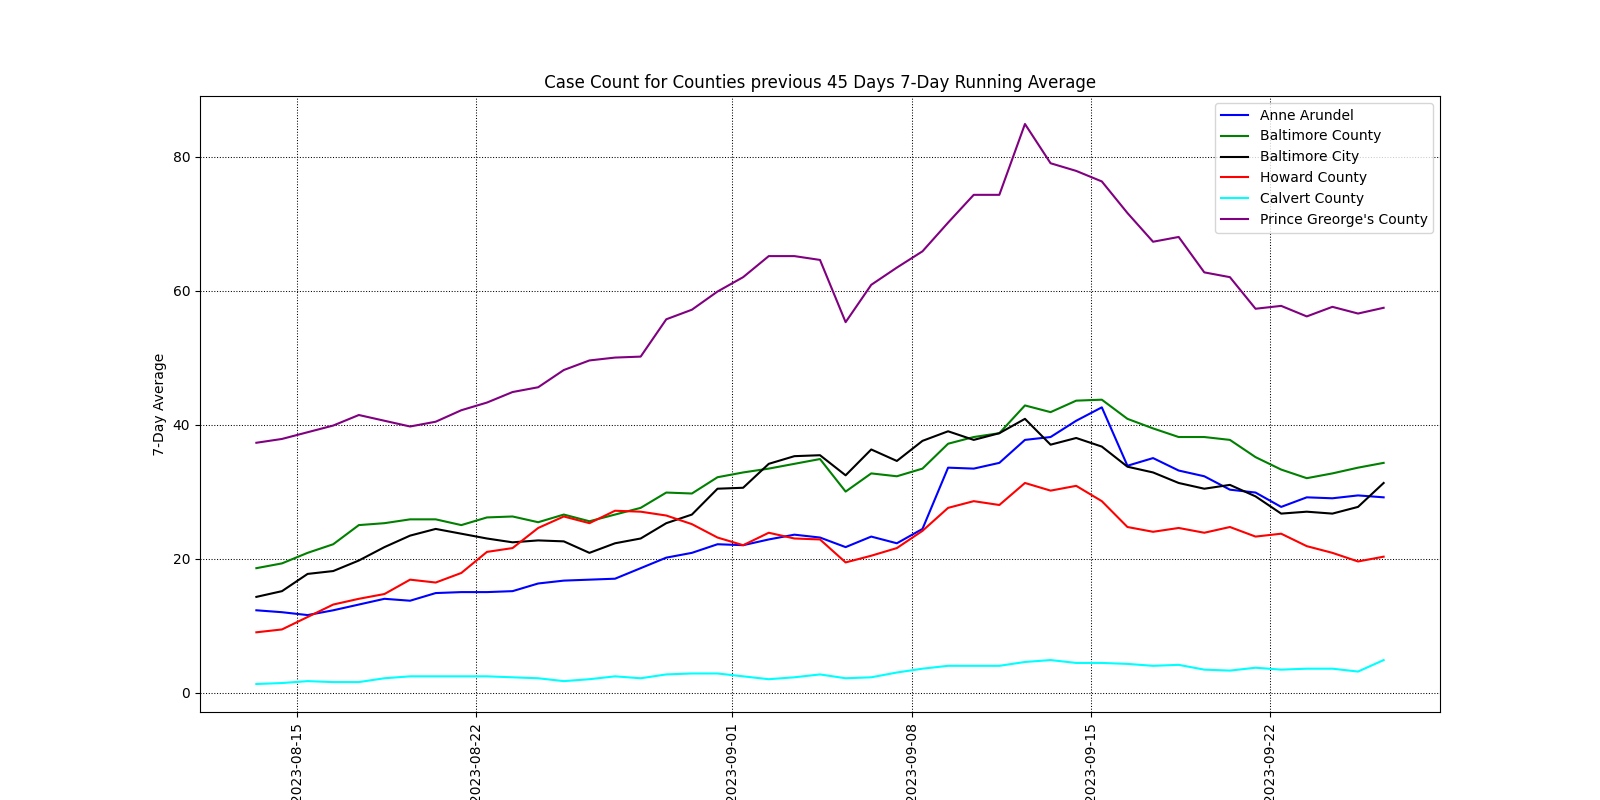 Case Count for Counties previous 45 Days 7-Day Running Average
Anne Arundel
Baltimore County
Baltimore City
Howard County
Calvert County
Prince Greorge's County
7-Day Average
80
60
40
20
0
2023-08-15
2023-08-22
2023-09-01
2023-09-08
2023-09-15
2023-09-22